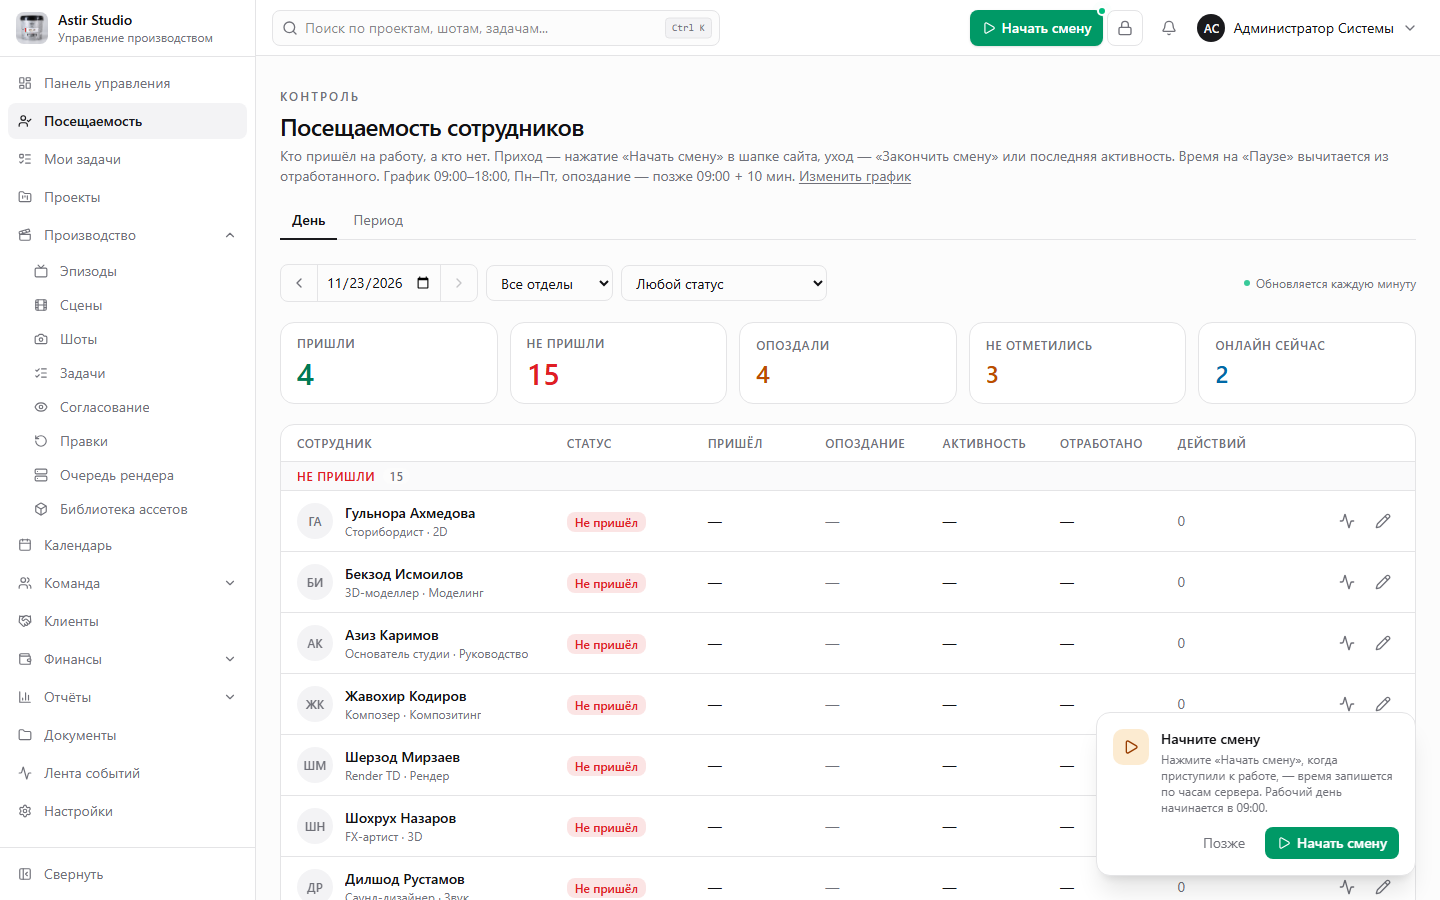 Astir Studio
Управление производством
Поиск по проектам, шотам, задачам...
Ctrl K
Начать смену
АС
Администратор Системы
Панель управления
Посещаемость
Мои задачи
Проекты
Производство
Эпизоды
Сцены
Шоты
Задачи
Согласование
Правки
Очередь рендера
Библиотека ассетов
Календарь
Команда
Клиенты
Финансы
Отчёты
Документы
Лента событий
Настройки
Свернуть
КОНТРОЛЬ
Посещаемость сотрудников
Кто пришёл на работу, а кто нет. Приход — нажатие «Начать смену» в шапке сайта, уход — «Закончить смену» или последняя активность. Время на «Паузе» вычитается из
отработанного. График 09:00–18:00, Пн–Пт, опоздание — позже 09:00 + 10 мин. Изменить график
День
Период
11/23/2026
Все отделы
Любой статус
Обновляется каждую минуту
ПРИШЛИ
4
НЕ ПРИШЛИ
15
ОПОЗДАЛИ
4
НЕ ОТМЕТИЛИСЬ
3
ОНЛАЙН СЕЙЧАС
2
СОТРУДНИК СТАТУС ПРИШЁЛ ОПОЗДАНИЕ АКТИВНОСТЬ ОТРАБОТАНО ДЕЙСТВИЙ
НЕ ПРИШЛИ 15
ГА Гульнора Ахмедова Не пришёл — — — — 0
Сторибордист · 2D
БИ Бекзод Исмоилов Не пришёл — — — — 0
3D-моделлер · Моделинг
АК Азиз Каримов Не пришёл — — — — 0
Основатель студии · Руководство
ЖК Жавохир Кодиров Не пришёл — — — — 0
Композер · Композитинг
ШМ Шерзод Мирзаев Не пришёл — — — —
Render TD · Рендер
ШН Шохрух Назаров Не пришёл — — — —
FX-артист · 3D
ДР Дилшод Рустамов Не пришёл — — — — 0
Саунд-дизайнер · Звук
Начните смену
Нажмите «Начать смену», когда
приступили к работе, — время запишется
по часам сервера. Рабочий день
начинается в 09:00.
Позже
Начать смену